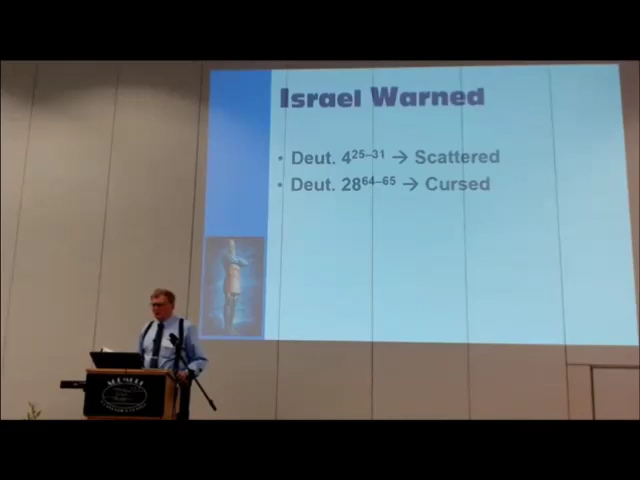 Israel Warned
• Deut. 4²⁵⁻³¹ → Scattered
• Deut. 28⁶⁴⁻⁶⁵ → Cursed